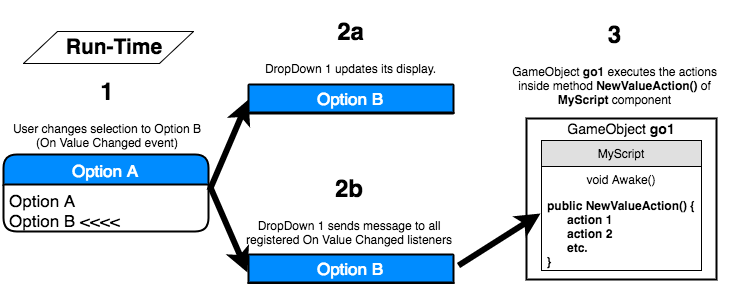 Run-Time
1
User changes selection to Option B
(On Value Changed event)
Option A
Option A
Option B <<<<
2a
DropDown 1 updates its display.
Option B
2b
DropDown 1 sends message to all
registered On Value Changed listeners
Option B
3
GameObject go1 executes the actions
inside method NewValueAction() of
MyScript component
GameObject go1
MyScript
void Awake()
public NewValueAction() {
action 1
action 2
etc.
}